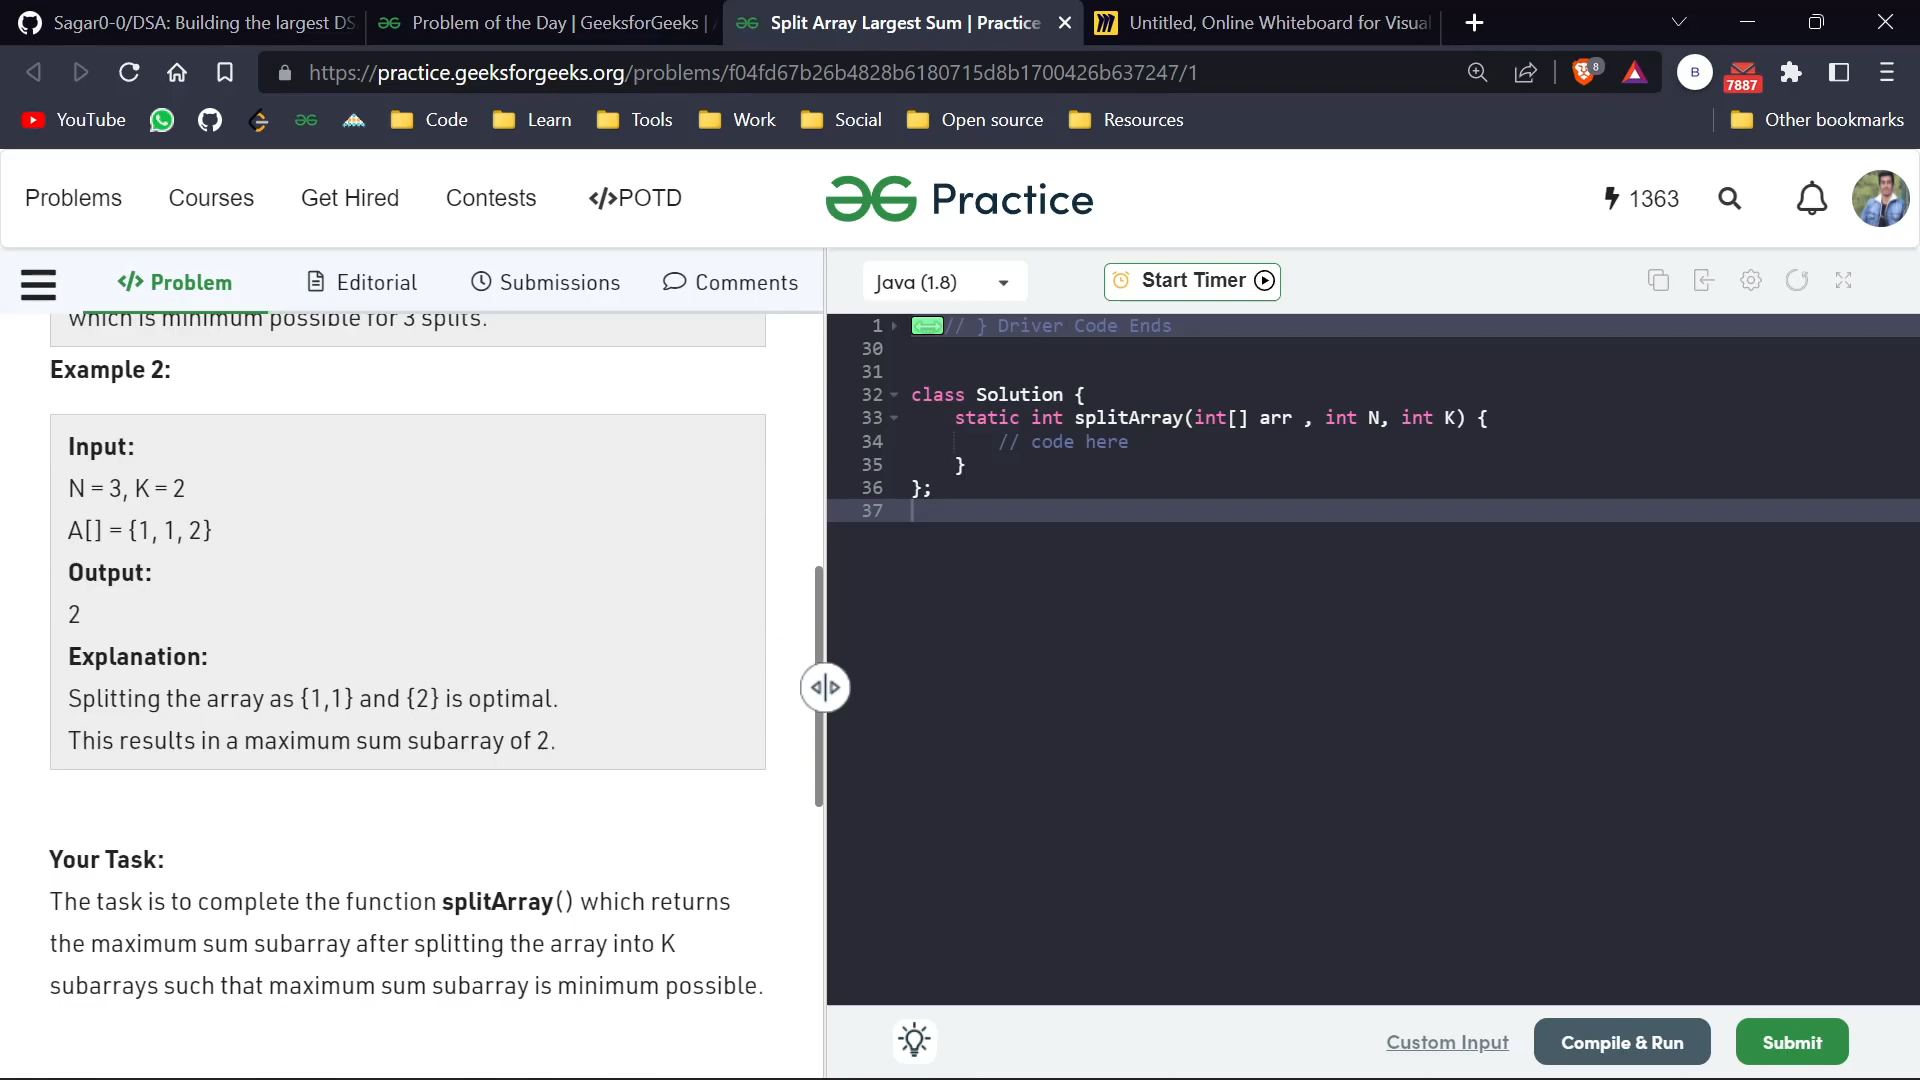 Sagar0-0/DSA: Building the largest DS
Problem of the Day | GeeksforGeeks |
Split Array Largest Sum | Practice
Untitled, Online Whiteboard for Visual
https://practice.geeksforgeeks.org/problems/f04fd67b26b4828b6180715d8b1700426b637247/1
8
B
7887
YouTube
Code
Learn
Tools
Work
Social
Open source
Resources
Other bookmarks
Problems
Courses
Get Hired
Contests
</>POTD
Practice
1363
</> Problem
Editorial
Submissions
Comments
Java (1.8)
Start Timer
which is minimum possible for 3 splits.
Example 2:
Input:
N = 3, K = 2
A[] = {1, 1, 2}
Output:
2
Explanation:
Splitting the array as {1,1} and {2} is optimal.
This results in a maximum sum subarray of 2.
Your Task:
The task is to complete the function splitArray() which returns
the maximum sum subarray after splitting the array into K
subarrays such that maximum sum subarray is minimum possible.
1 // } Driver Code Ends
30
31
32 class Solution {
33 static int splitArray(int[] arr , int N, int K) {
34 // code here
35 }
36 };
37
Custom Input
Compile & Run
Submit